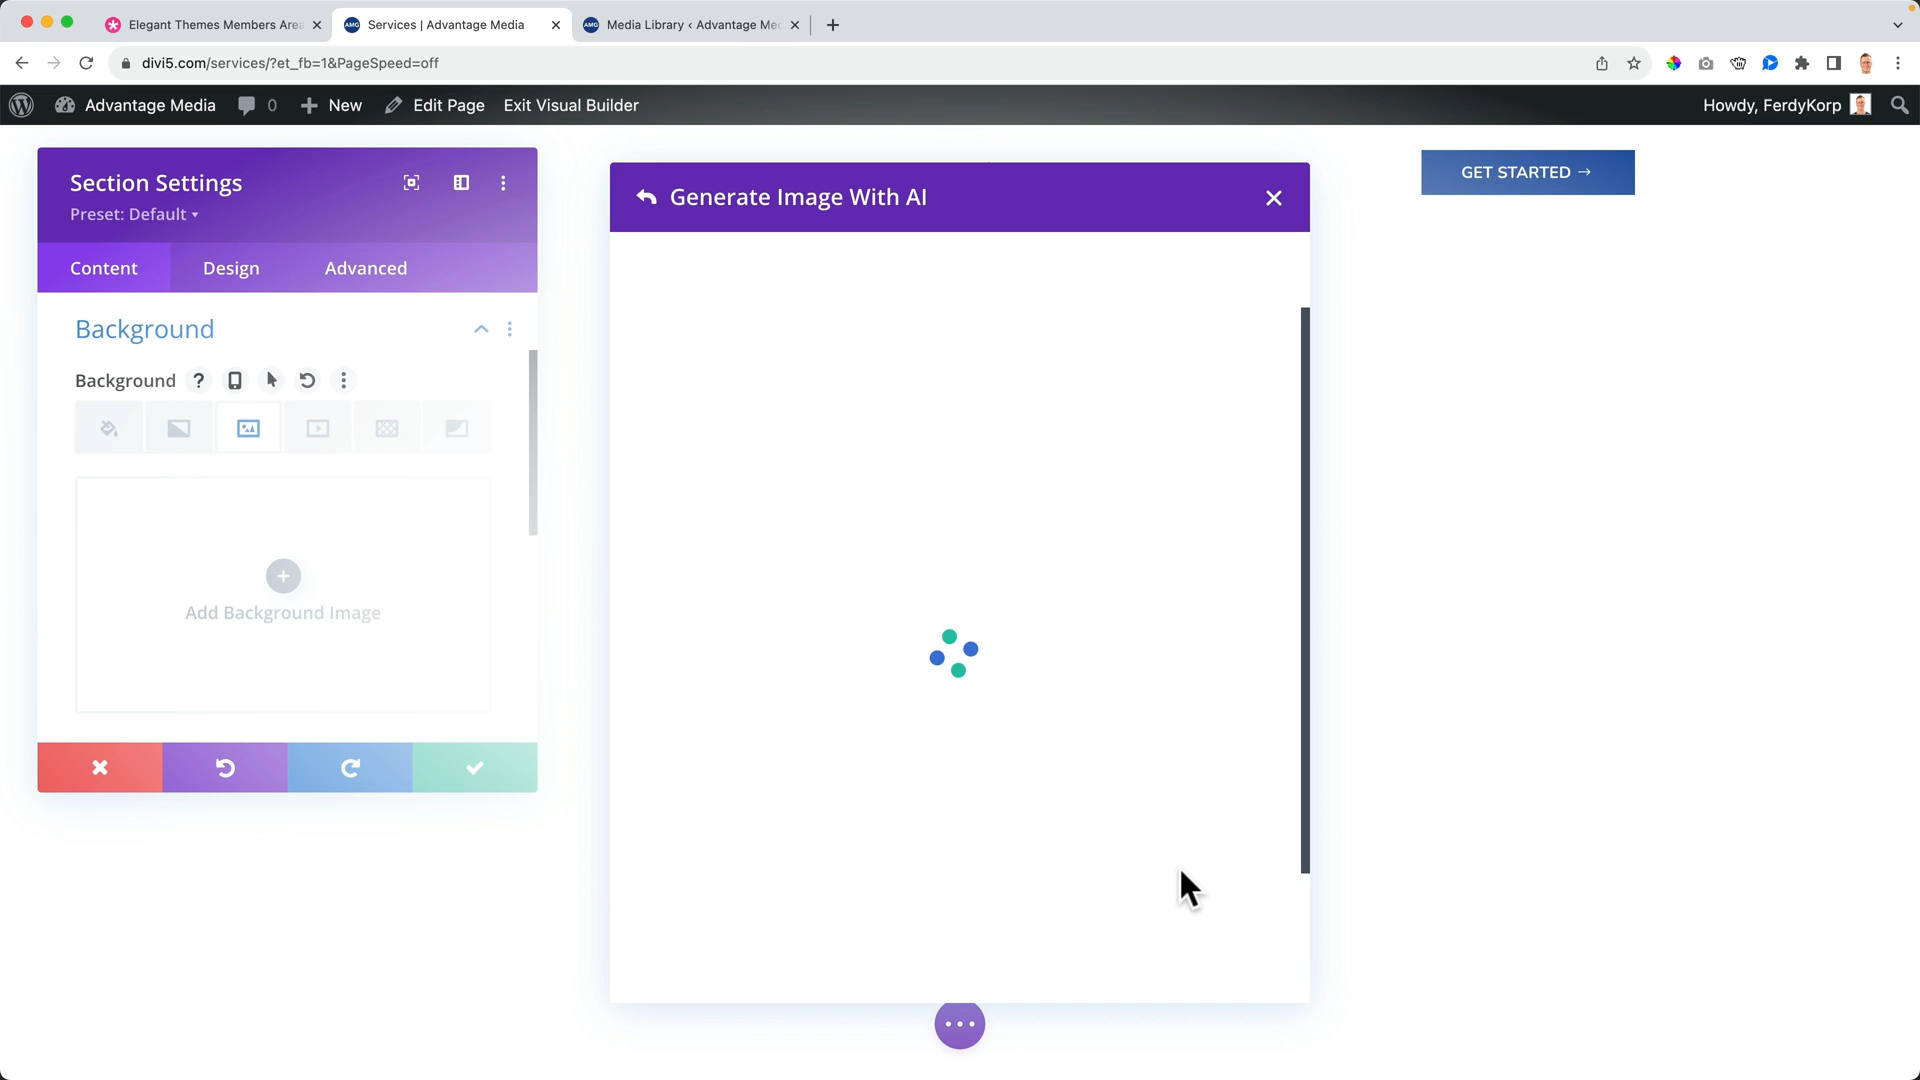 Elegant Themes Members Area
Services | Advantage Media
AMG
Media Library ‹ Advantage Med
divi5.com/services/?et_fb=1&PageSpeed=off
Advantage Media
0
New
Edit Page
Exit Visual Builder
Howdy, FerdyKorp
Section Settings
Preset: Default
Content
Design
Advanced
Background
Background
?
Add Background Image
Generate Image With AI
GET STARTED →